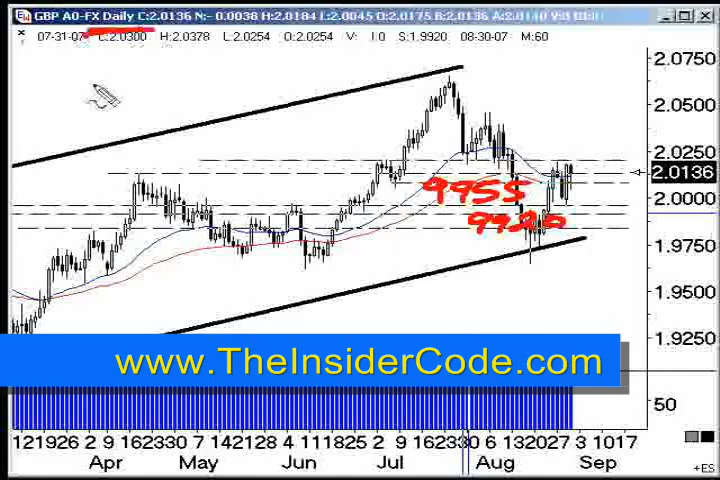 GBP A0-FX Daily C:2.0136 N:- 0.0038 H:2.0184 L:2.0045 O:2.0175 B:2.0136 A:2.0140 V:0
07-31-07 C:2.0300 H:2.0378 L:2.0254 O:2.0254 V: I:0 S:1.9920 08-30-07 M:60
2.0750
2.0500
2.0250
2.0136
2.0000
1.9750
1.9500
1.9250
9955
9920
www.TheInsiderCode.com
50
12 19 26 2 9 16 23 30 7 14 21 28 4 11 18 25 2 9 16 23 30 6 13 20 27 3 10 17
Apr May Jun Jul Aug Sep
+ES